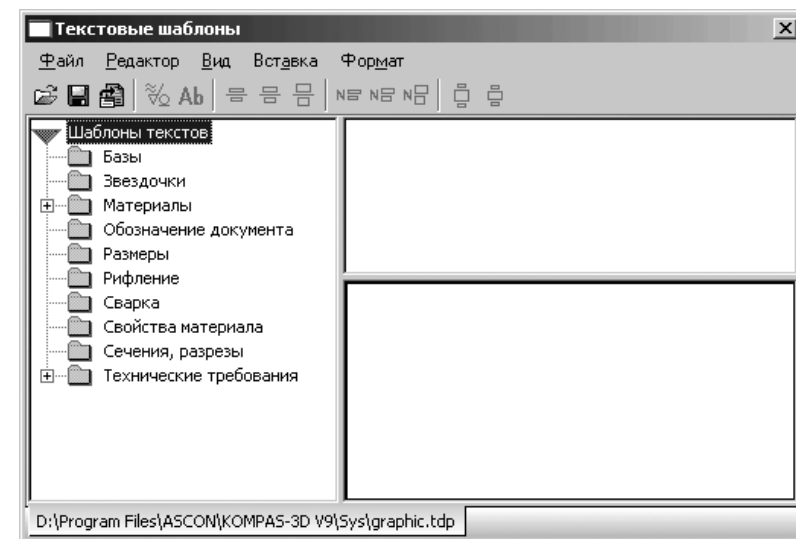 Текстовые шаблоны
Файл Редактор Вид Вставка Формат
Ab N N N
Шаблоны текстов
Базы
Звездочки
Материалы
Обозначение документа
Размеры
Рифление
Сварка
Свойства материала
Сечения, разрезы
Технические требования
D:\Program Files\ASCON\KOMPAS-3D V9\Sys\graphic.tdp